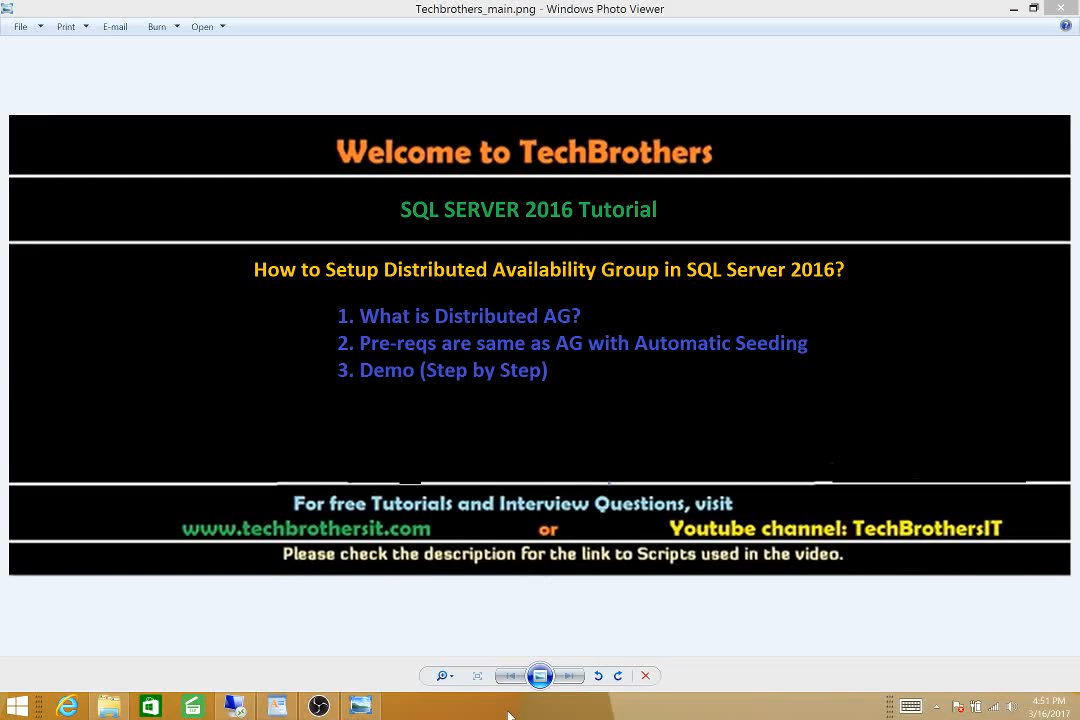 Techbrothers_main.png - Windows Photo Viewer
File Print E-mail Burn Open
Welcome to TechBrothers
SQL SERVER 2016 Tutorial
How to Setup Distributed Availability Group in SQL Server 2016?
1. What is Distributed AG?
2. Pre-reqs are same as AG with Automatic Seeding
3. Demo (Step by Step)
For free Tutorials and Interview Questions, visit
www.techbrothersit.com or Youtube channel: TechBrothersIT
Please check the description for the link to Scripts used in the video.
4:51 PM
3/16/2017